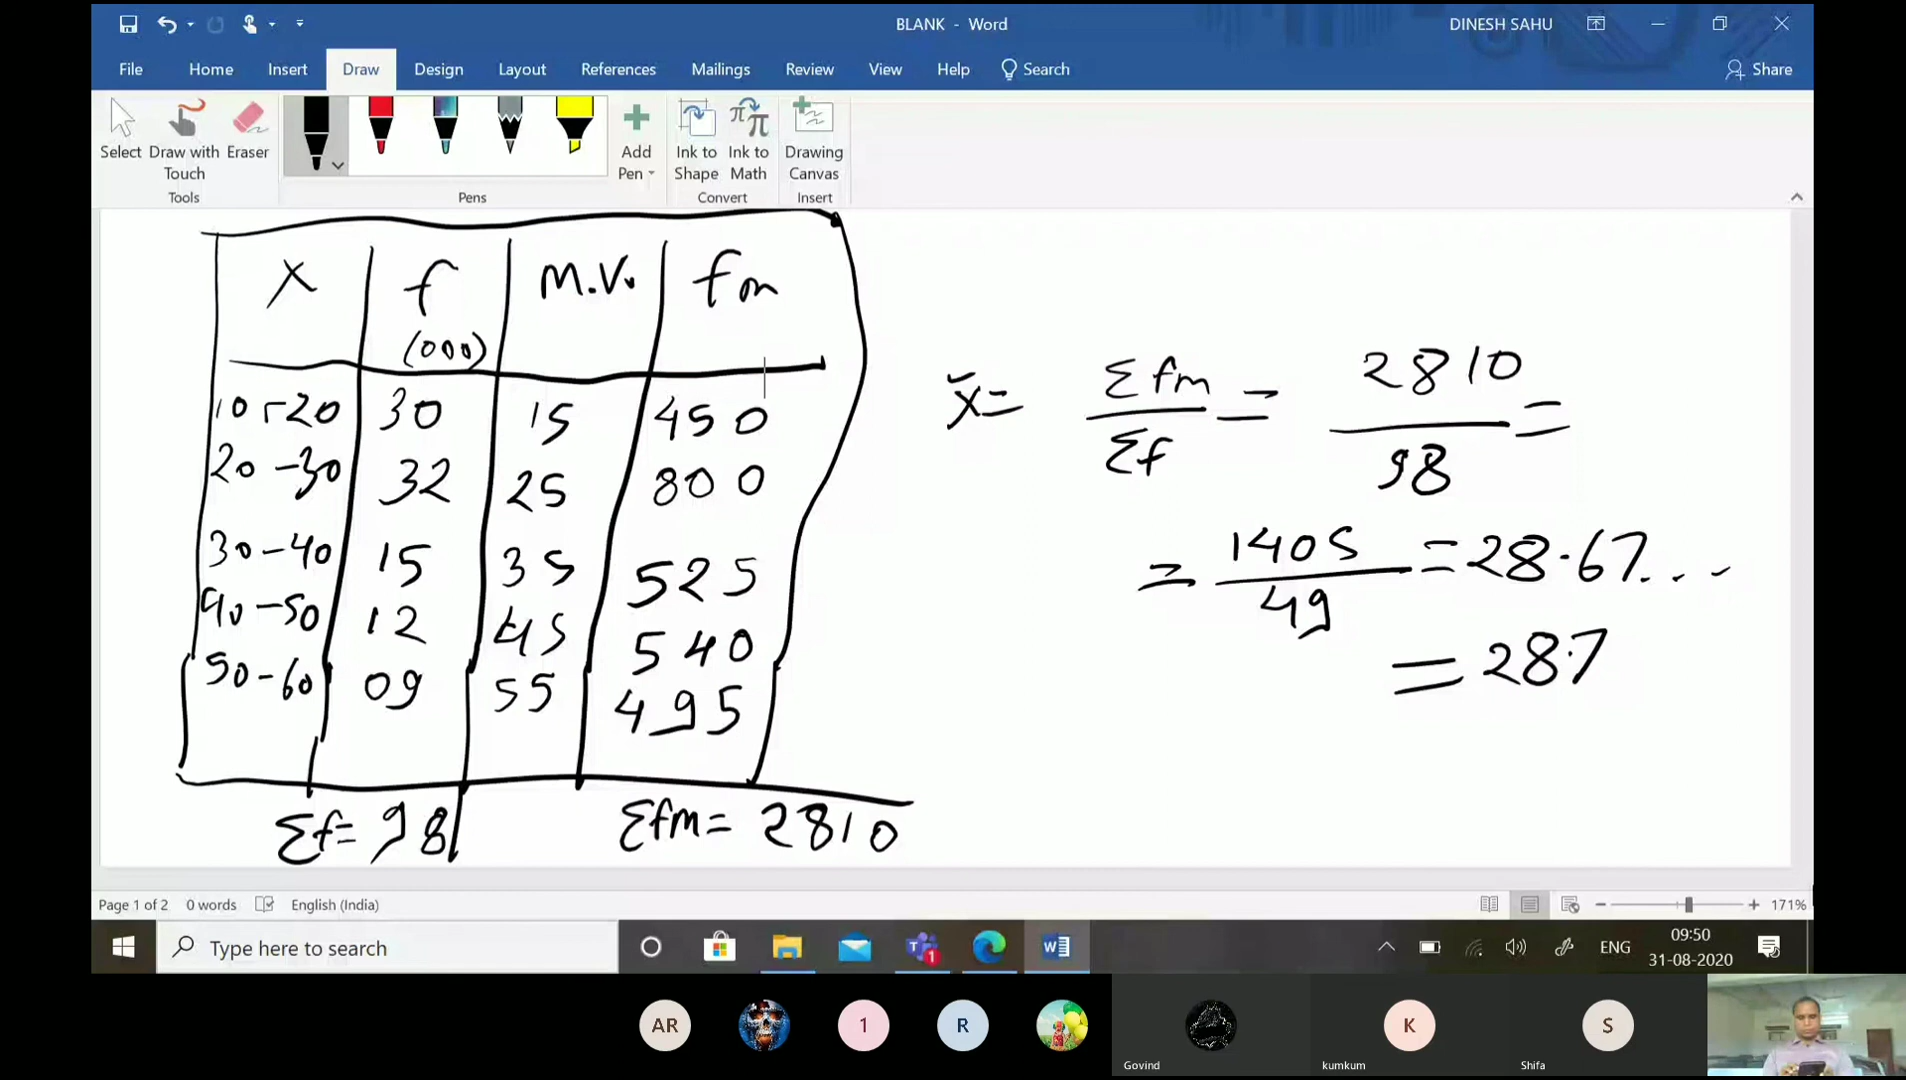 BLANK - Word
DINESH SAHU
File Home Insert Draw Design Layout References Mailings Review View Help Search Share
Select Draw with Touch Eraser Add Pen Ink to Shape Ink to Math Drawing Canvas
Tools Pens Convert Insert
X f (000) M.V. fm
10-20 30 15 450
20-30 32 25 800
30-40 15 35 525
40-50 12 45 540
50-60 09 55 495
Σf= 98 Σfm= 2810
x̄= Σfm/Σf = 2810/98 =
= 1405/49 = 28.67...
= 28.7
Page 1 of 2 0 words English (India) 171%
Type here to search
1
ENG
09:50
31-08-2020
AR 1 R K S
Govind kumkum Shifa